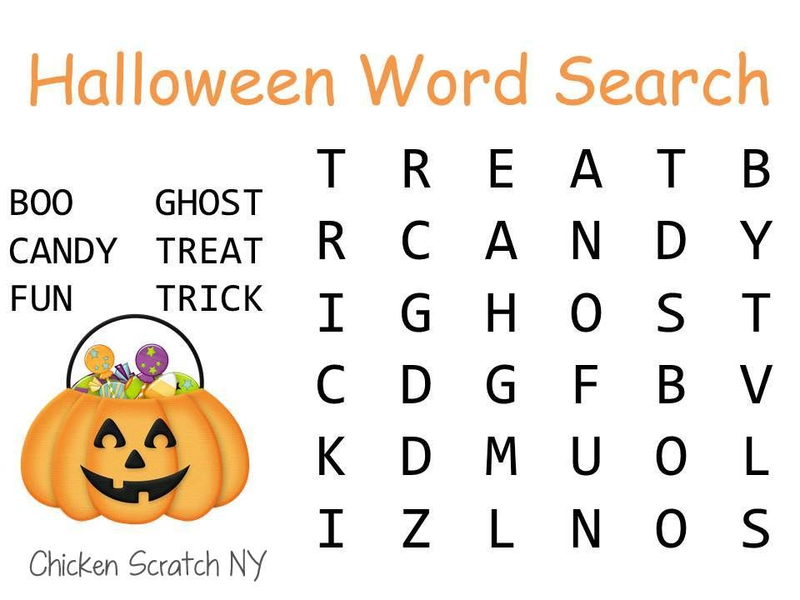 Halloween Word Search
BOO GHOST
CANDY TREAT
FUN TRICK
T R E A T B
R C A N D Y
I G H O S T
C D G F B V
K D M U O L
I Z L N O S
Chicken Scratch NY